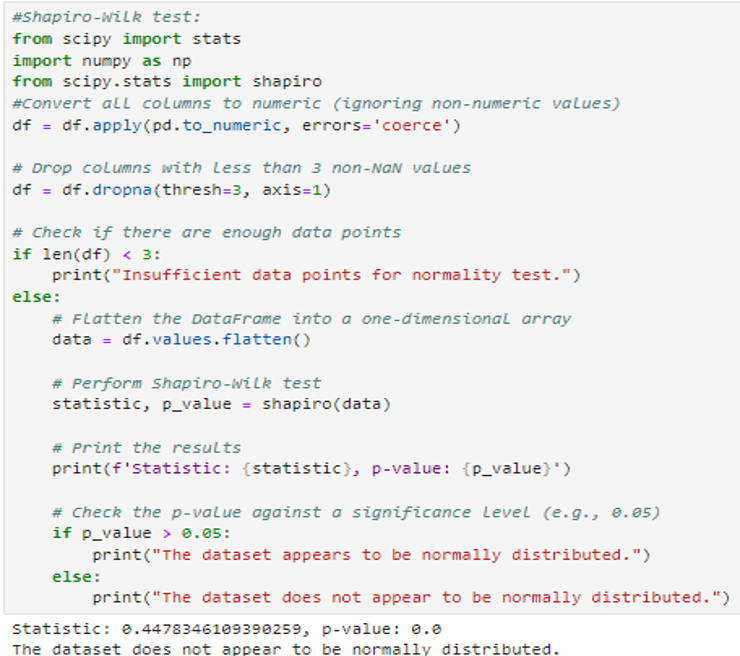 #Shapiro-Wilk test:
from scipy import stats
import numpy as np
from scipy.stats import shapiro
#Convert all columns to numeric (ignoring non-numeric values)
df = df.apply(pd.to_numeric, errors='coerce')
# Drop columns with less than 3 non-NaN values
df = df.dropna(thresh=3, axis=1)
# Check if there are enough data points
if len(df) < 3:
    print("Insufficient data points for normality test.")
else:
    # Flatten the DataFrame into a one-dimensional array
    data = df.values.flatten()
    # Perform Shapiro-Wilk test
    statistic, p_value = shapiro(data)
    # Print the results
    print(f'Statistic: {statistic}, p-value: {p_value}')
    # Check the p-value against a significance level (e.g., 0.05)
    if p_value > 0.05:
        print("The dataset appears to be normally distributed.")
    else:
        print("The dataset does not appear to be normally distributed.")
Statistic: 0.4478346109390259, p-value: 0.0
The dataset does not appear to be normally distributed.